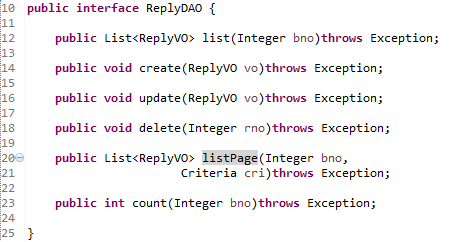 10 public interface ReplyDAO {
11
12     public List<ReplyVO> list(Integer bno)throws Exception;
13
14     public void create(ReplyVO vo)throws Exception;
15
16     public void update(ReplyVO vo)throws Exception;
17
18     public void delete(Integer rno)throws Exception;
19
20     public List<ReplyVO> listPage(Integer bno,
21                        Criteria cri)throws Exception;
22
23     public int count(Integer bno)throws Exception;
24
25 }